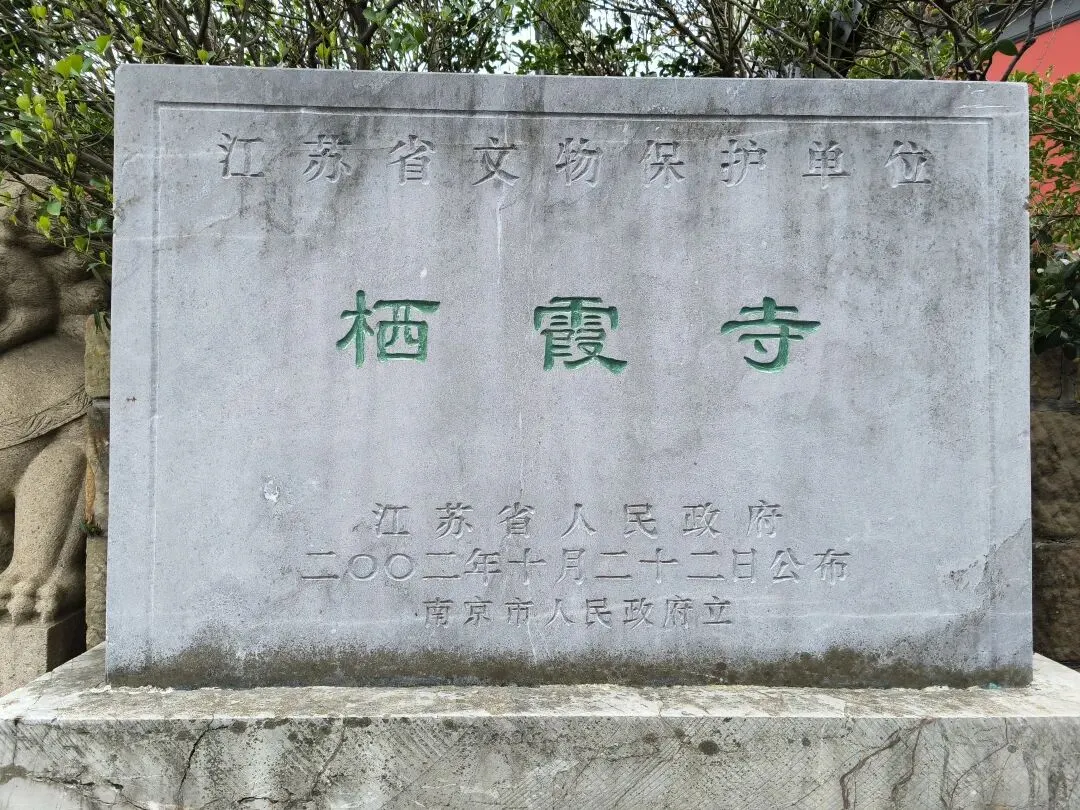 江苏省文物保护单位
栖霞寺
江苏省人民政府
二〇〇二年十月二十二日公布
南京市人民政府立